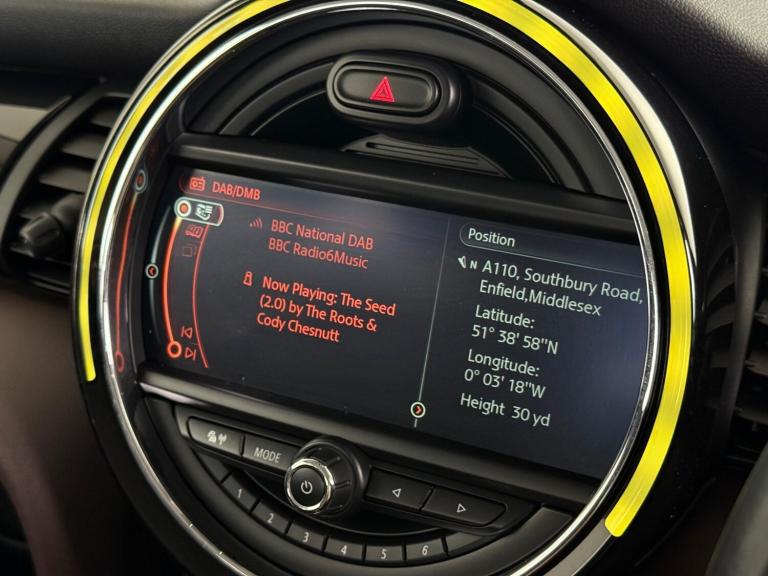 DAB/DMB
BBC National DAB
BBC Radio6Music
Now Playing: The Seed
(2.0) by The Roots &
Cody Chesnutt
Position
N A110, Southbury Road,
Enfield,Middlesex
Latitude:
51° 38' 58"N
Longitude:
0° 03' 18"W
Height 30 yd
MODE
1
2
3
4
5
6